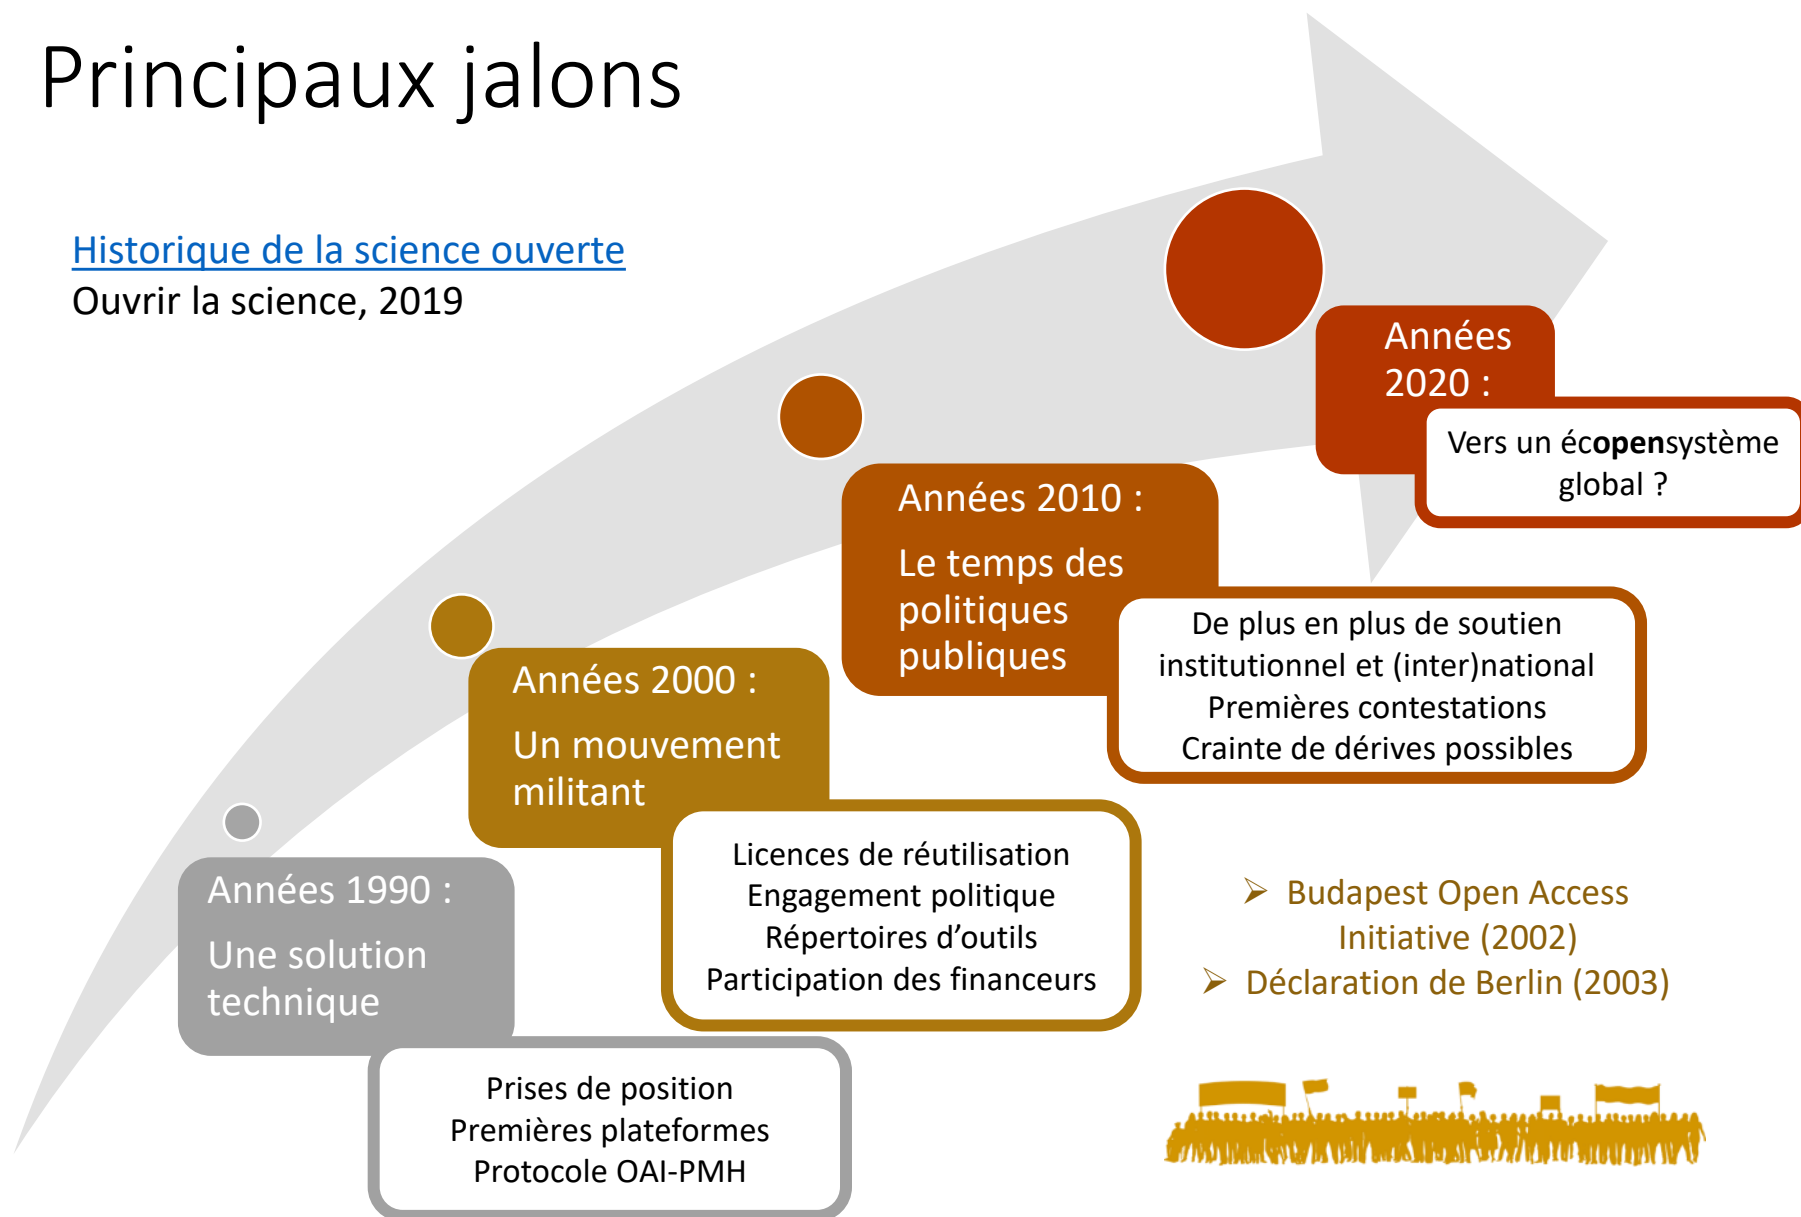 Principaux jalons
Historique de la science ouverte
Ouvrir la science, 2019
Années 1990 :
Une solution
technique
Prises de position
Premières plateformes
Protocole OAI-PMH
Années 2000 :
Un mouvement
militant
Licences de réutilisation
Engagement politique
Répertoires d’outils
Participation des financeurs
Années 2010 :
Le temps des
politiques
publiques
De plus en plus de soutien
institutionnel et (inter)national
Premières contestations
Crainte de dérives possibles
Années
2020 :
Vers un écopensystème
global ?
➢ Budapest Open Access
Initiative (2002)
➢ Déclaration de Berlin (2003)